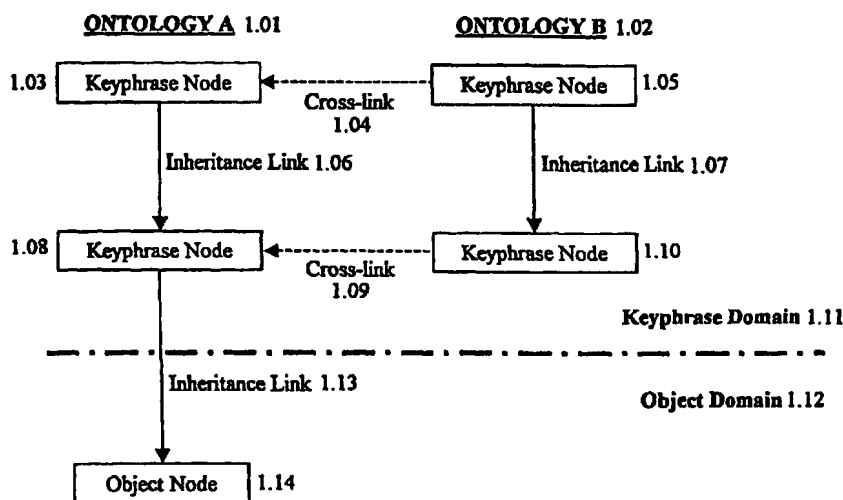 ONTOLOGY A 1.01
ONTOLOGY B 1.02
1.03 Keyphrase Node
Keyphrase Node 1.05
Cross-link
1.04
Inheritance Link 1.06
Inheritance Link 1.07
1.08 Keyphrase Node
Keyphrase Node 1.10
Cross-link
1.09
Keyphrase Domain 1.11
Inheritance Link 1.13
Object Domain 1.12
Object Node 1.14